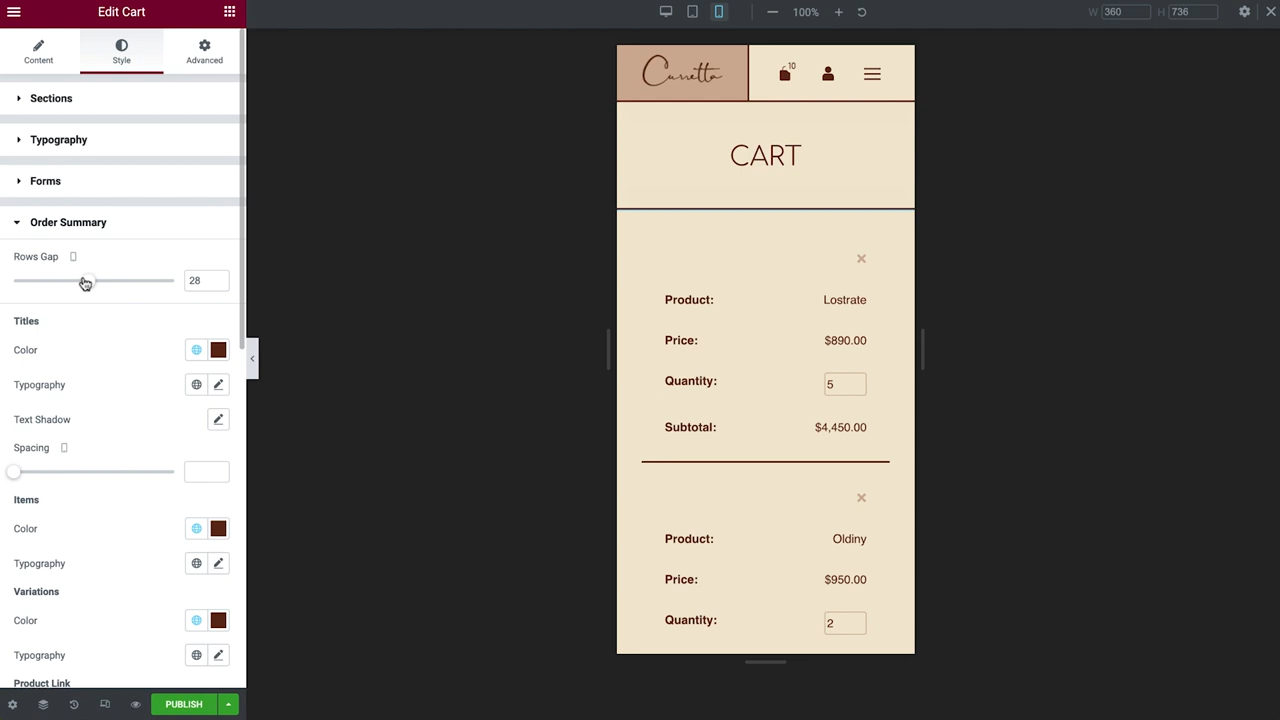 Edit Cart
100%
W 360 H 736
Content Style Advanced
Sections
Typography
Forms
Order Summary
Rows Gap
28
Titles
Color
Typography
Text Shadow
Spacing
Items
Color
Typography
Variations
Color
Typography
Product Link
PUBLISH
Curretta
10
CART
×
Product: Lostrate
Price: $890.00
Quantity: 5
Subtotal: $4,450.00
×
Product: Oldiny
Price: $950.00
Quantity: 2